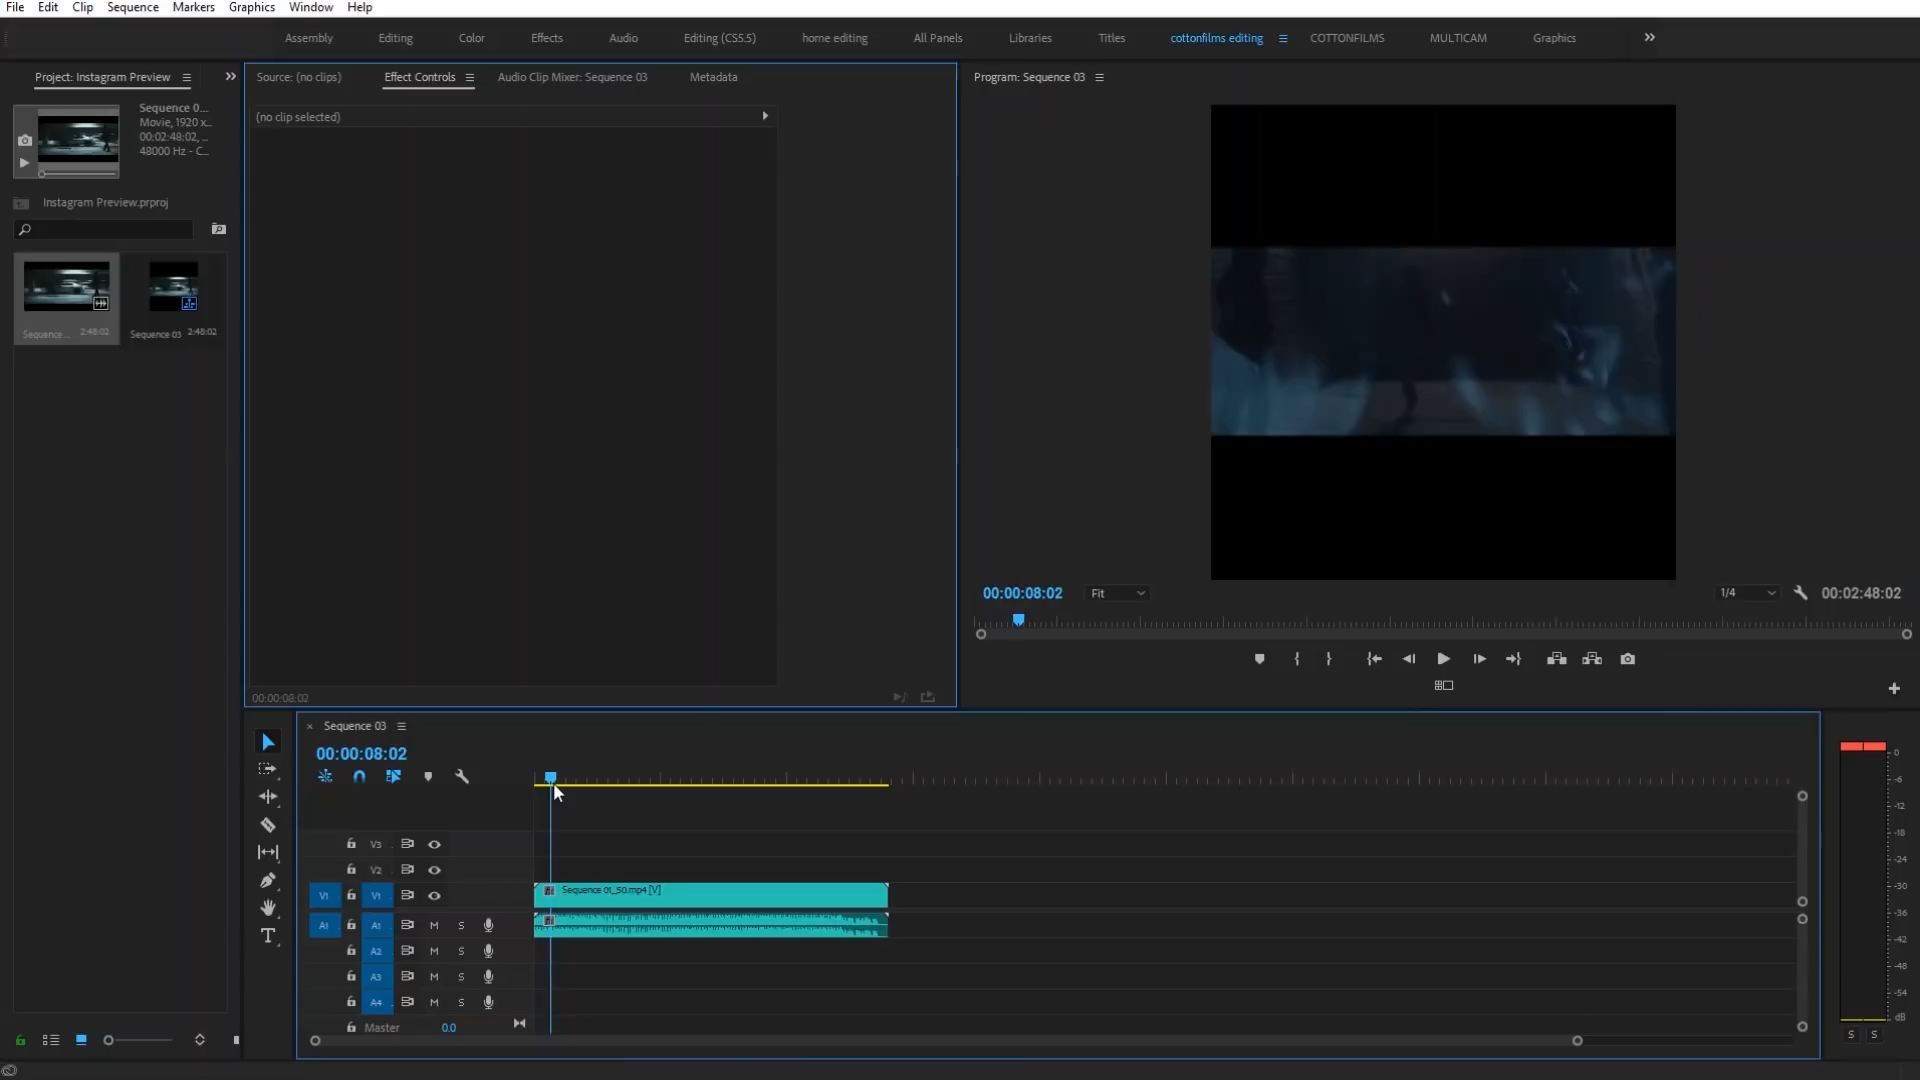 File Edit Clip Sequence Markers Graphics Window Help
Assembly Editing Color Effects Audio Editing (CS5.5) home editing All Panels Libraries Titles cottonfilms editing COTTONFILMS MULTICAM Graphics
Project: Instagram Preview
Sequence 0...
Movie, 1920 x...
00:02:48:02, ...
48000 Hz - C...
Instagram Preview.prproj
Sequence... 2:48:02
Sequence 03 2:48:02
Source: (no clips) Effect Controls Audio Clip Mixer: Sequence 03 Metadata
(no clip selected)
00:00:08:02
Program: Sequence 03
00:00:08:02 Fit 1/4 00:02:48:02
× Sequence 03
00:00:08:02
V3
V2
V1 V1
Sequence 01_50.mp4 [V]
A1 A1 M S
A2 M S
A3 M S
A4 M S
Master 0.0
0
-6
-12
-18
-24
-30
-36
-42
-48
-54
dB
S S